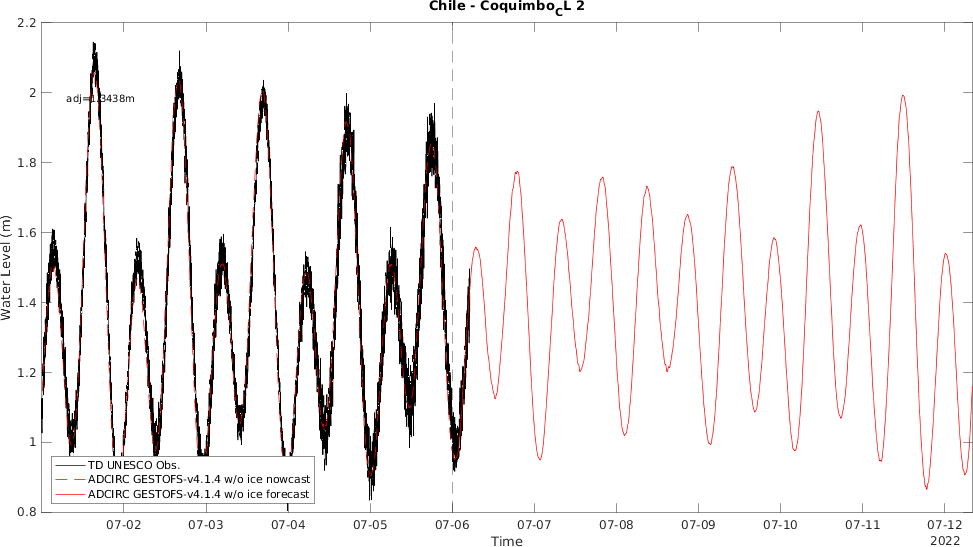 Chile - Coquimbo_CL 2
2.2
2
1.8
1.6
1.4
1.2
1
0.8
Water Level (m)
adj=1.3438m
TD UNESCO Obs.
ADCIRC GESTOFS-v4.1.4 w/o ice nowcast
ADCIRC GESTOFS-v4.1.4 w/o ice forecast
07-02 07-03 07-04 07-05 07-06 07-07 07-08 07-09 07-10 07-11 07-12
Time
2022